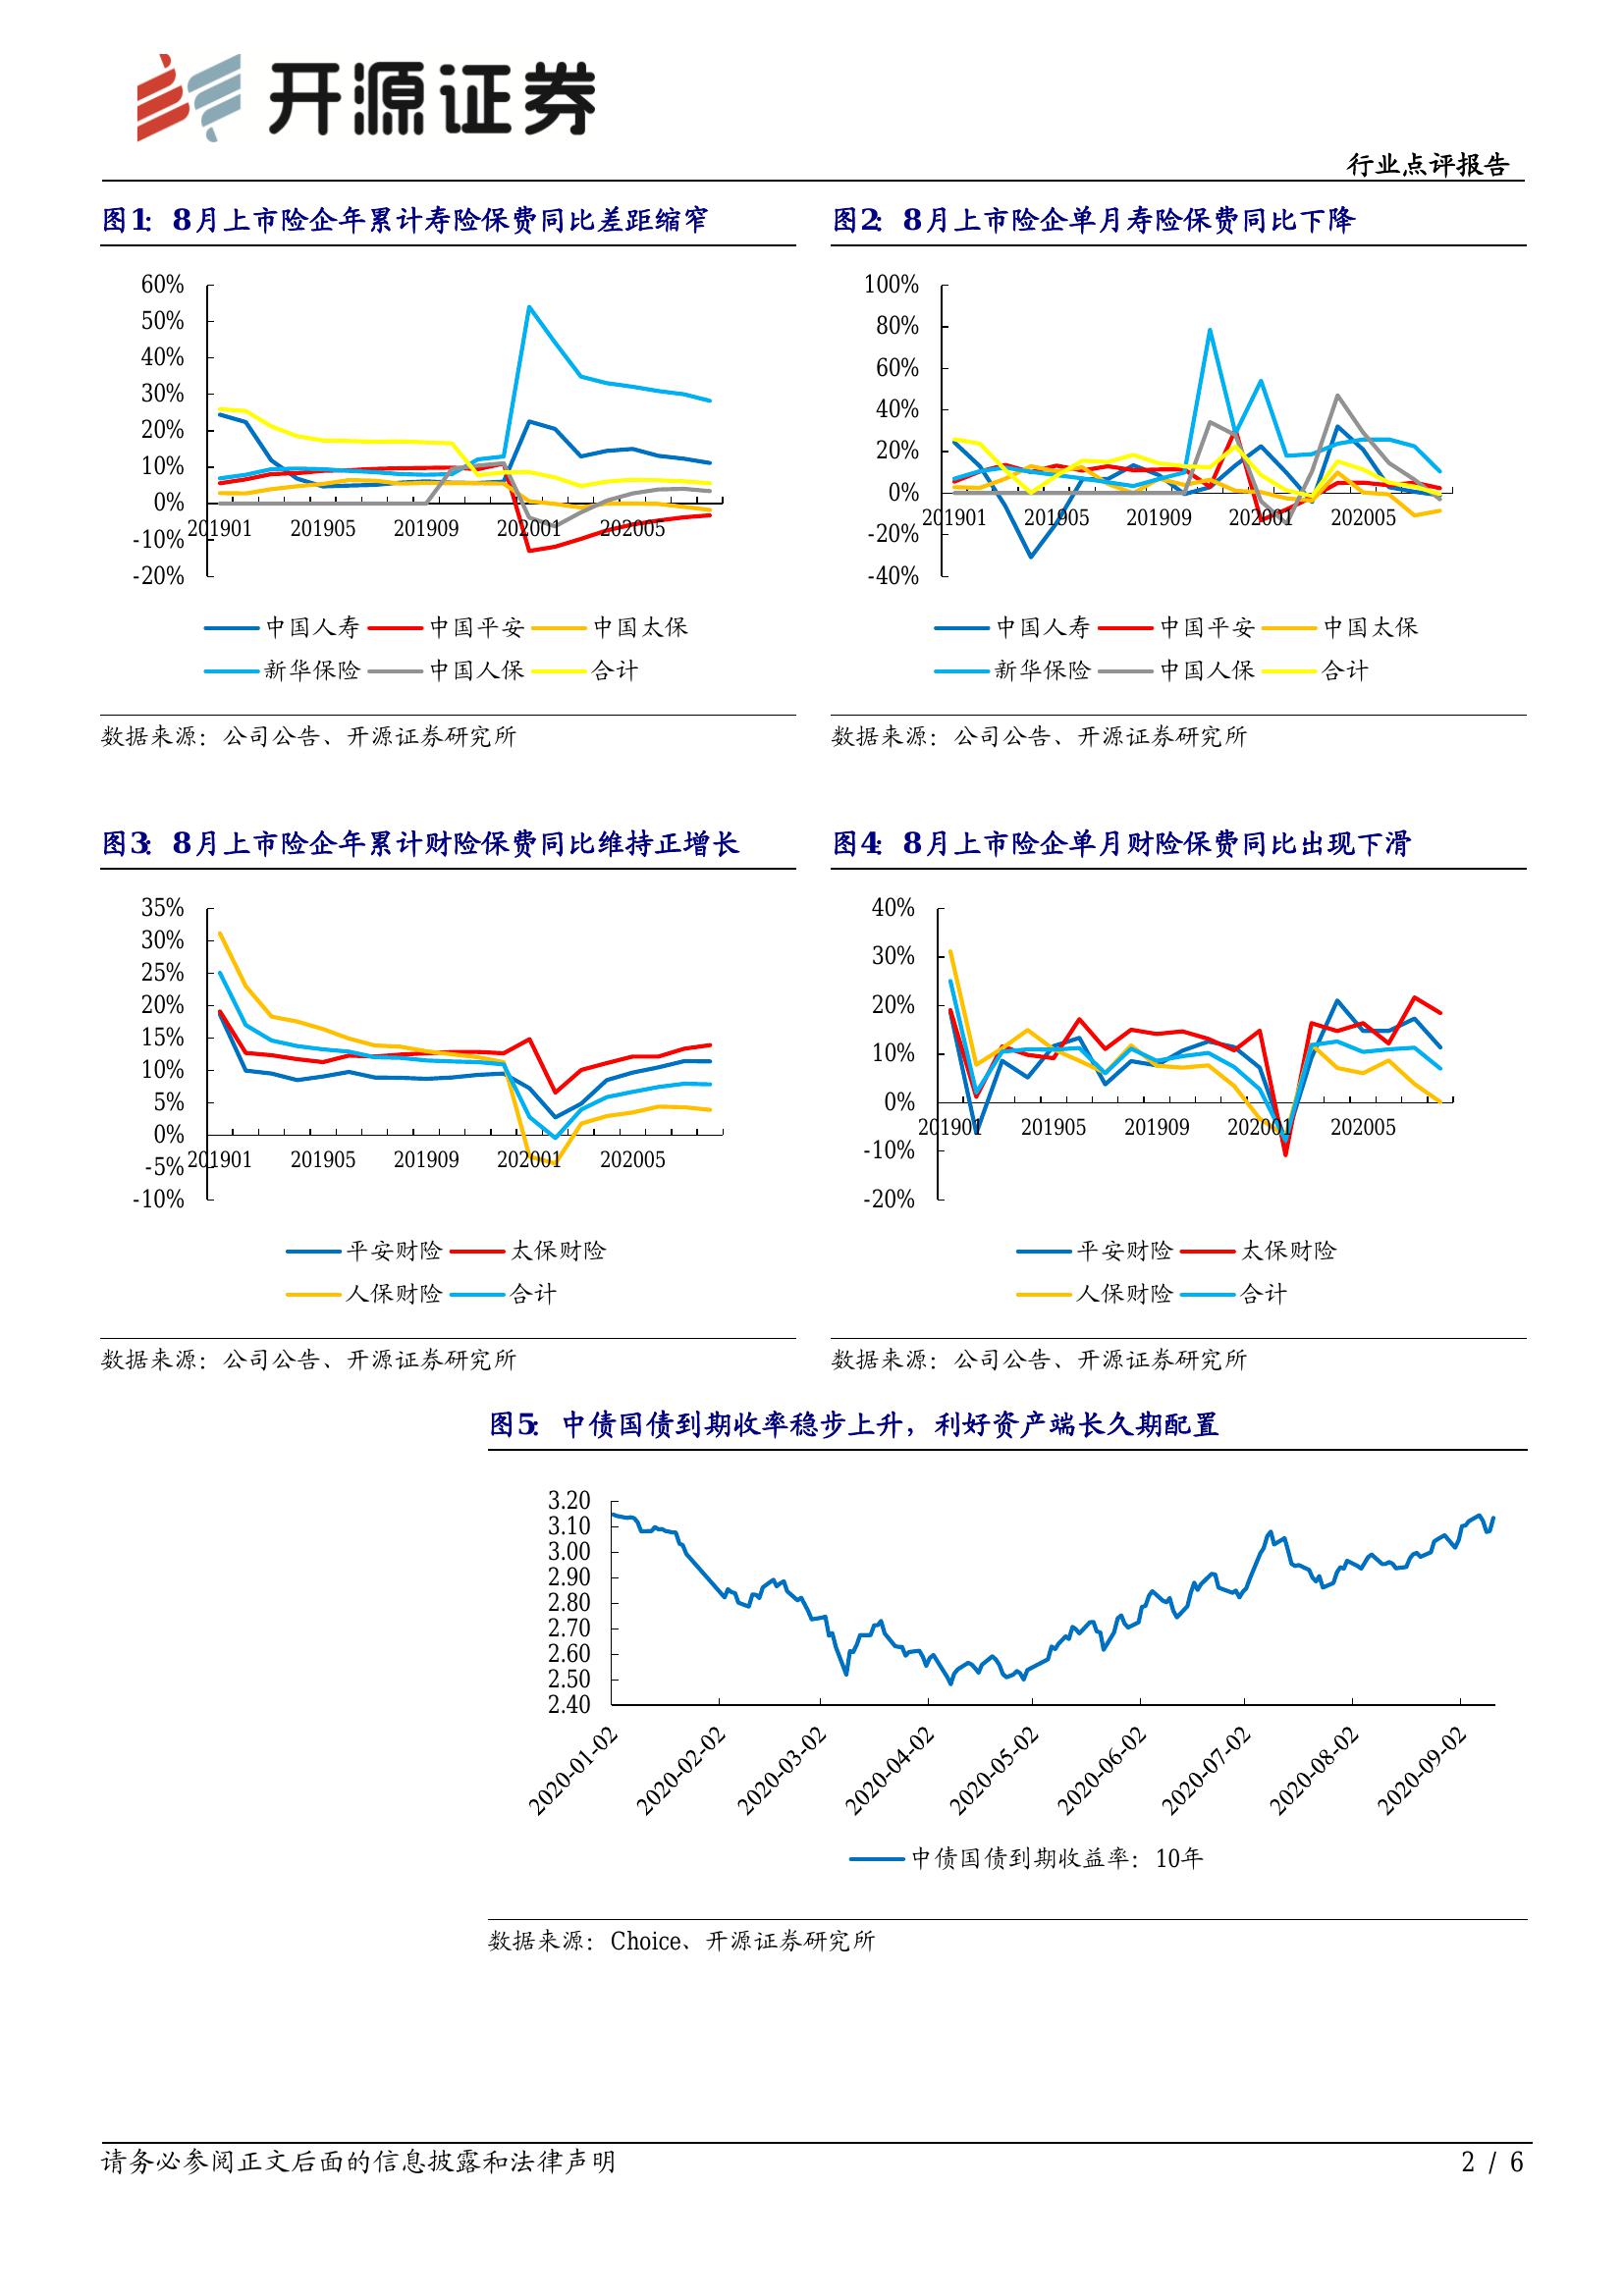 开源证券
行业点评报告
图1： 8月上市险企年累计寿险保费同比差距缩窄
60%
50%
40%
30%
20%
10%
0%
-10%
-20%
201901 201905 201909 202001 202005
中国人寿 中国平安 中国太保
新华保险 中国人保 合计
数据来源：公司公告、开源证券研究所
图2： 8月上市险企单月寿险保费同比下降
100%
80%
60%
40%
20%
0%
-20%
-40%
201901 201905 201909 202001 202005
中国人寿 中国平安 中国太保
新华保险 中国人保 合计
数据来源：公司公告、开源证券研究所
图3： 8月上市险企年累计财险保费同比维持正增长
35%
30%
25%
20%
15%
10%
5%
0%
-5%
-10%
201901 201905 201909 202001 202005
平安财险 太保财险
人保财险 合计
数据来源：公司公告、开源证券研究所
图4： 8月上市险企单月财险保费同比出现下滑
40%
30%
20%
10%
0%
-10%
-20%
201901 201905 201909 202001 202005
平安财险 太保财险
人保财险 合计
数据来源：公司公告、开源证券研究所
图5： 中债国债到期收率稳步上升，利好资产端长久期配置
3.20
3.10
3.00
2.90
2.80
2.70
2.60
2.50
2.40
2020-01-02 2020-02-02 2020-03-02 2020-04-02 2020-05-02 2020-06-02 2020-07-02 2020-08-02 2020-09-02
中债国债到期收益率：10年
数据来源：Choice、开源证券研究所
请务必参阅正文后面的信息披露和法律声明
2 / 6